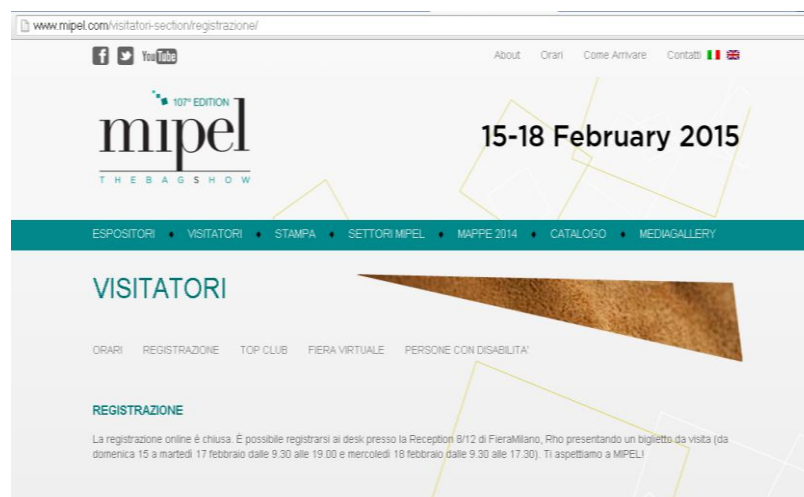 www.mipel.com/visitatori-section/registrazione/
f You Tube
About Orari Come Arrivare Contatti
107° EDITION
mipel
THEBAGSHOW
15-18 February 2015
ESPOSITORI ♦ VISITATORI ♦ STAMPA ♦ SETTORI MIPEL ♦ MAPPE 2014 ♦ CATALOGO ♦ MEDIAGALLERY
VISITATORI
ORARI REGISTRAZIONE TOP CLUB FIERA VIRTUALE PERSONE CON DISABILITA'
REGISTRAZIONE
La registrazione online è chiusa. È possibile registrarsi ai desk presso la Reception 8/12 di FieraMilano, Rho presentando un biglietto da visita (da
domenica 15 a martedì 17 febbraio dalle 9.30 alle 19.00 e mercoledì 18 febbraio dalle 9.30 alle 17.30). Ti aspettiamo a MIPEL!